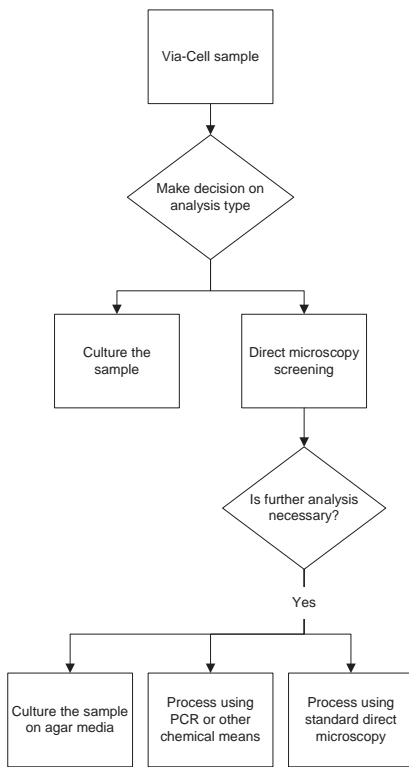 Via-Cell sample
Make decision on
analysis type
Culture the
sample
Direct microscopy
screening
Is further analysis
necessary?
Yes
Culture the sample
on agar media
Process using
PCR or other
chemical means
Process using
standard direct
microscopy